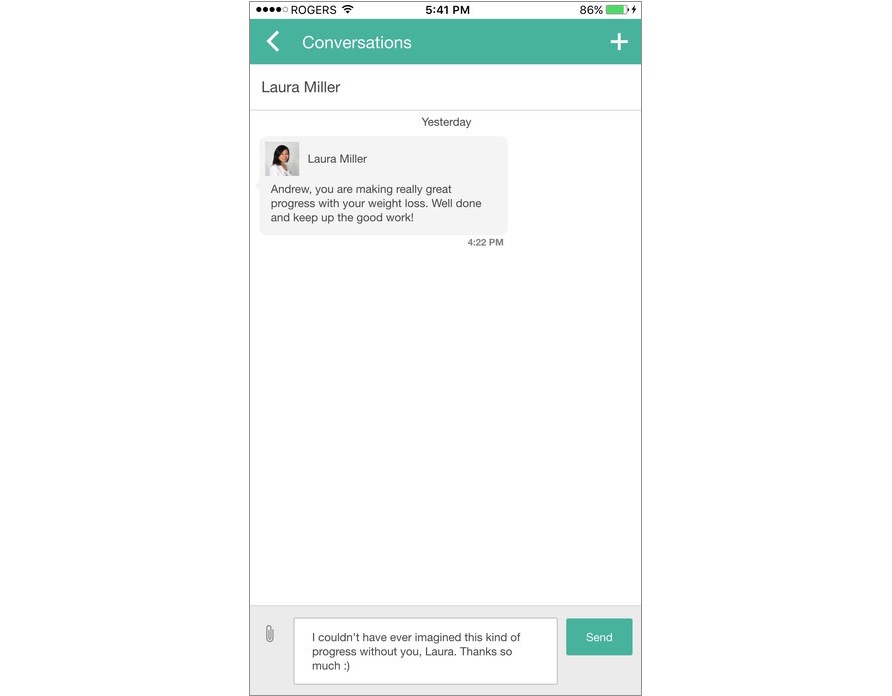 ROGERS 5:41 PM 86%
Conversations
Laura Miller
Yesterday
Laura Miller
Andrew, you are making really great
progress with your weight loss. Well done
and keep up the good work!
4:22 PM
I couldn't have ever imagined this kind of
progress without you, Laura. Thanks so
much :)
Send